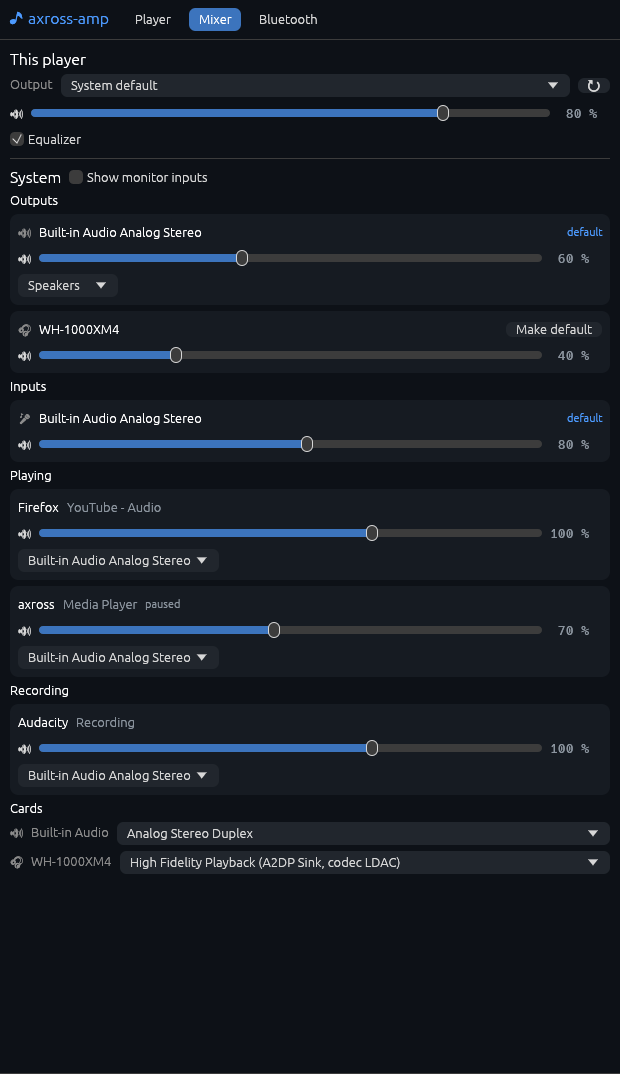 axross-amp Player Mixer Bluetooth
This player
Output System default
80 %
Equalizer
System Show monitor inputs
Outputs
Built-in Audio Analog Stereo default
60 %
Speakers
WH-1000XM4 Make default
40 %
Inputs
Built-in Audio Analog Stereo default
80 %
Playing
Firefox YouTube - Audio
100 %
Built-in Audio Analog Stereo
axross Media Player paused
70 %
Built-in Audio Analog Stereo
Recording
Audacity Recording
100 %
Built-in Audio Analog Stereo
Cards
Built-in Audio Analog Stereo Duplex
WH-1000XM4 High Fidelity Playback (A2DP Sink, codec LDAC)